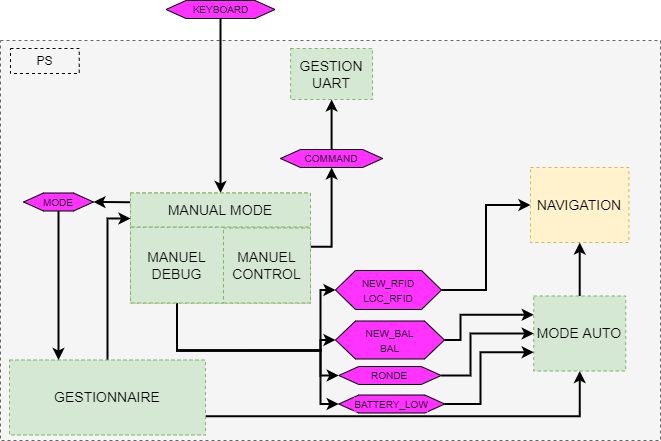 KEYBOARD
PS
GESTION
UART
COMMAND
MODE
MANUAL MODE
NAVIGATION
MANUEL
DEBUG
MANUEL
CONTROL
NEW_RFID
LOC_RFID
NEW_BAL
BAL
MODE AUTO
RONDE
GESTIONNAIRE
BATTERY_LOW